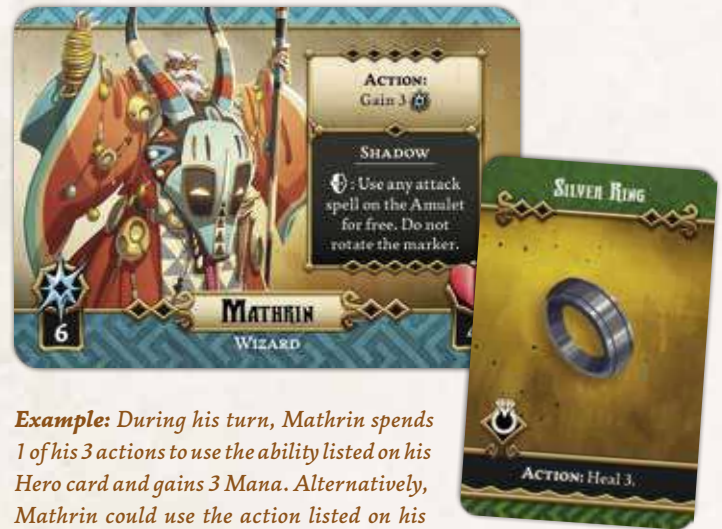 ACTION:
Gain 3
SHADOW
: Use any attack
spell on the Amulet
for free. Do not
rotate the marker.
6
MATHRIN
WIZARD
SILVER RING
ACTION: Heal 3.
Example: During his turn, Mathrin spends
1 of his 3 actions to use the ability listed on his
Hero card and gains 3 Mana. Alternatively,
Mathrin could use the action listed on his